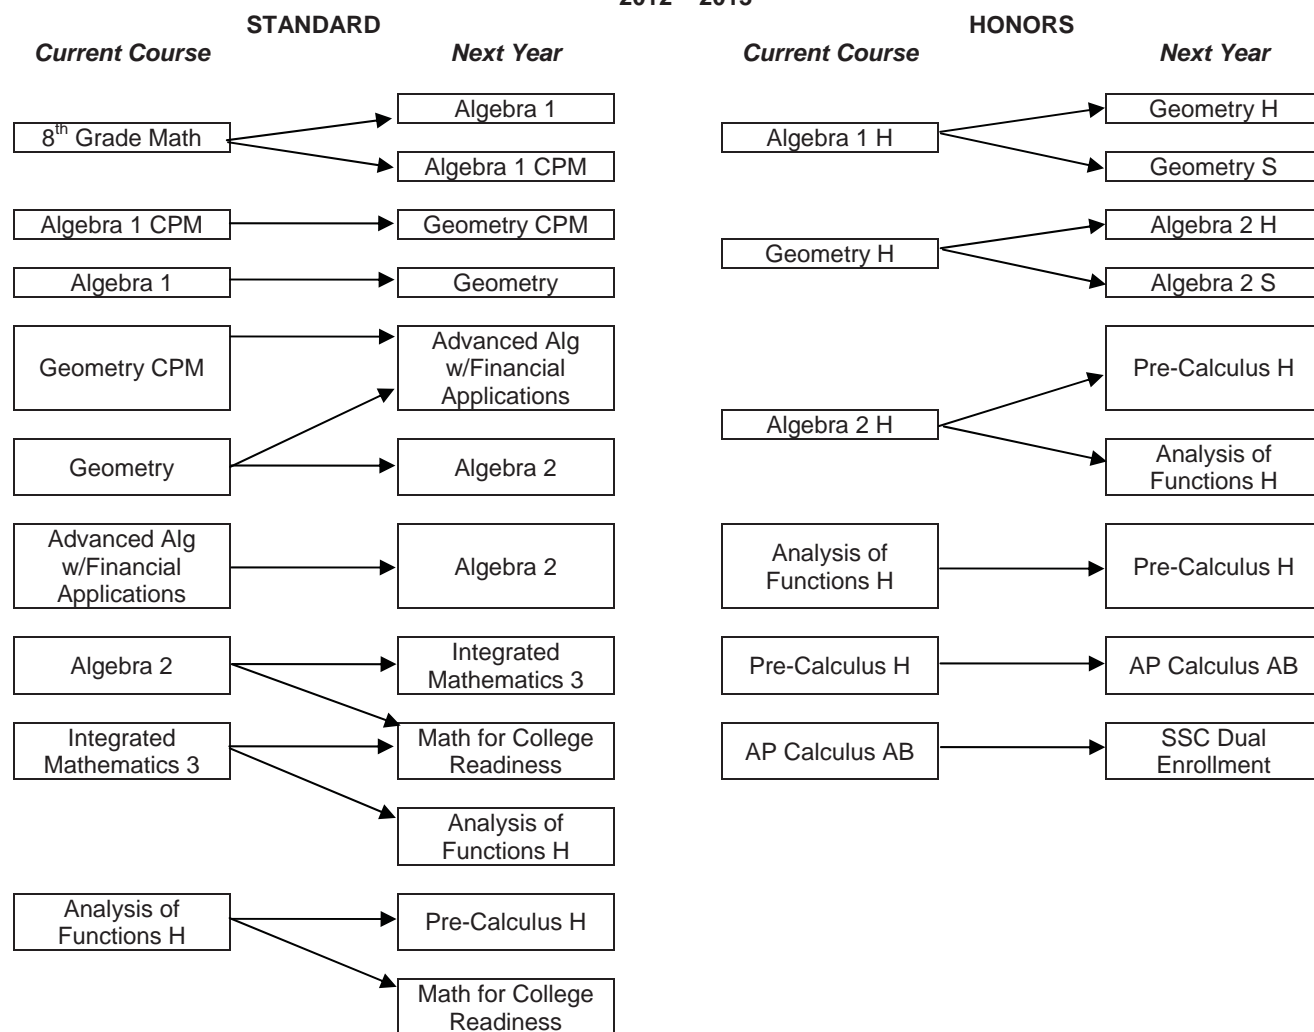 STANDARD
Current Course
Next Year
8th Grade Math
Algebra 1
Algebra 1 CPM
Algebra 1 CPM
Geometry CPM
Algebra 1
Geometry
Geometry CPM
Advanced Alg
w/Financial
Applications
Geometry
Algebra 2
Advanced Alg
w/Financial
Applications
Algebra 2
Algebra 2
Integrated
Mathematics 3
Integrated
Mathematics 3
Math for College
Readiness
Analysis of
Functions H
Analysis of
Functions H
Pre-Calculus H
Math for College
Readiness
HONORS
Current Course
Next Year
Algebra 1 H
Geometry H
Geometry S
Geometry H
Algebra 2 H
Algebra 2 S
Algebra 2 H
Pre-Calculus H
Analysis of
Functions H
Analysis of
Functions H
Pre-Calculus H
Pre-Calculus H
AP Calculus AB
AP Calculus AB
SSC Dual
Enrollment